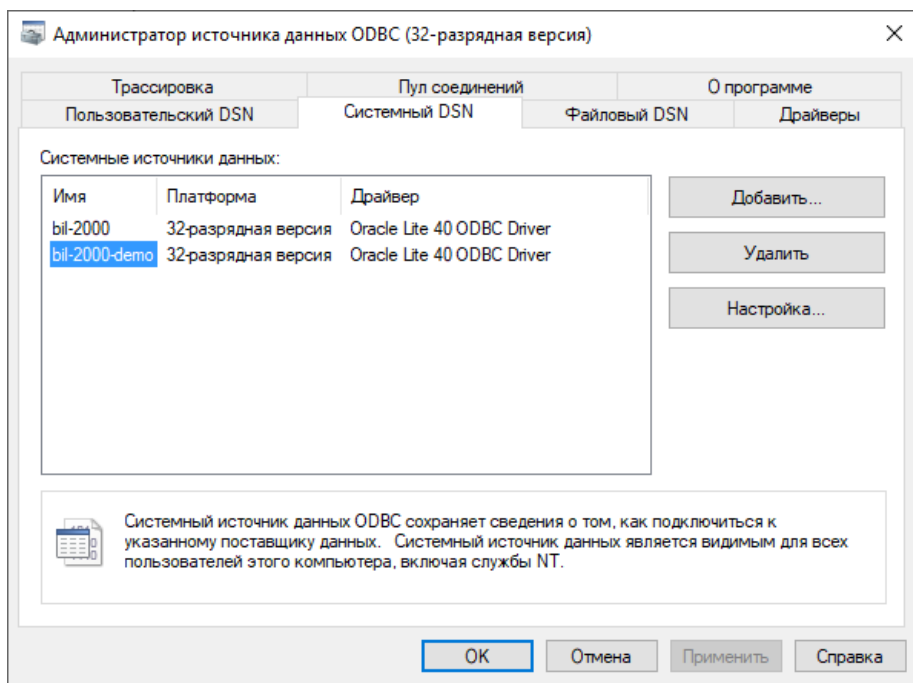 Администратор источника данных ODBC (32-разрядная версия)
Трассировка Пул соединений О программе
Пользовательский DSN Системный DSN Файловый DSN Драйверы
Системные источники данных:
Имя Платформа Драйвер
bil-2000 32-разрядная версия Oracle Lite 40 ODBC Driver
bil-2000-demo 32-разрядная версия Oracle Lite 40 ODBC Driver
Добавить...
Удалить
Настройка...
Системный источник данных ODBC сохраняет сведения о том, как подключиться к
указанному поставщику данных. Системный источник данных является видимым для всех
пользователей этого компьютера, включая службы NT.
OK Отмена Применить Справка